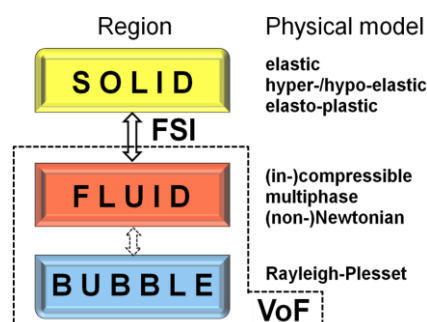 Region Physical model
SOLID
elastic
hyper-/hypo-elastic
elasto-plastic
FSI
FLUID
(in-)compressible
multiphase
(non-)Newtonian
BUBBLE
Rayleigh-Plesset
VoF